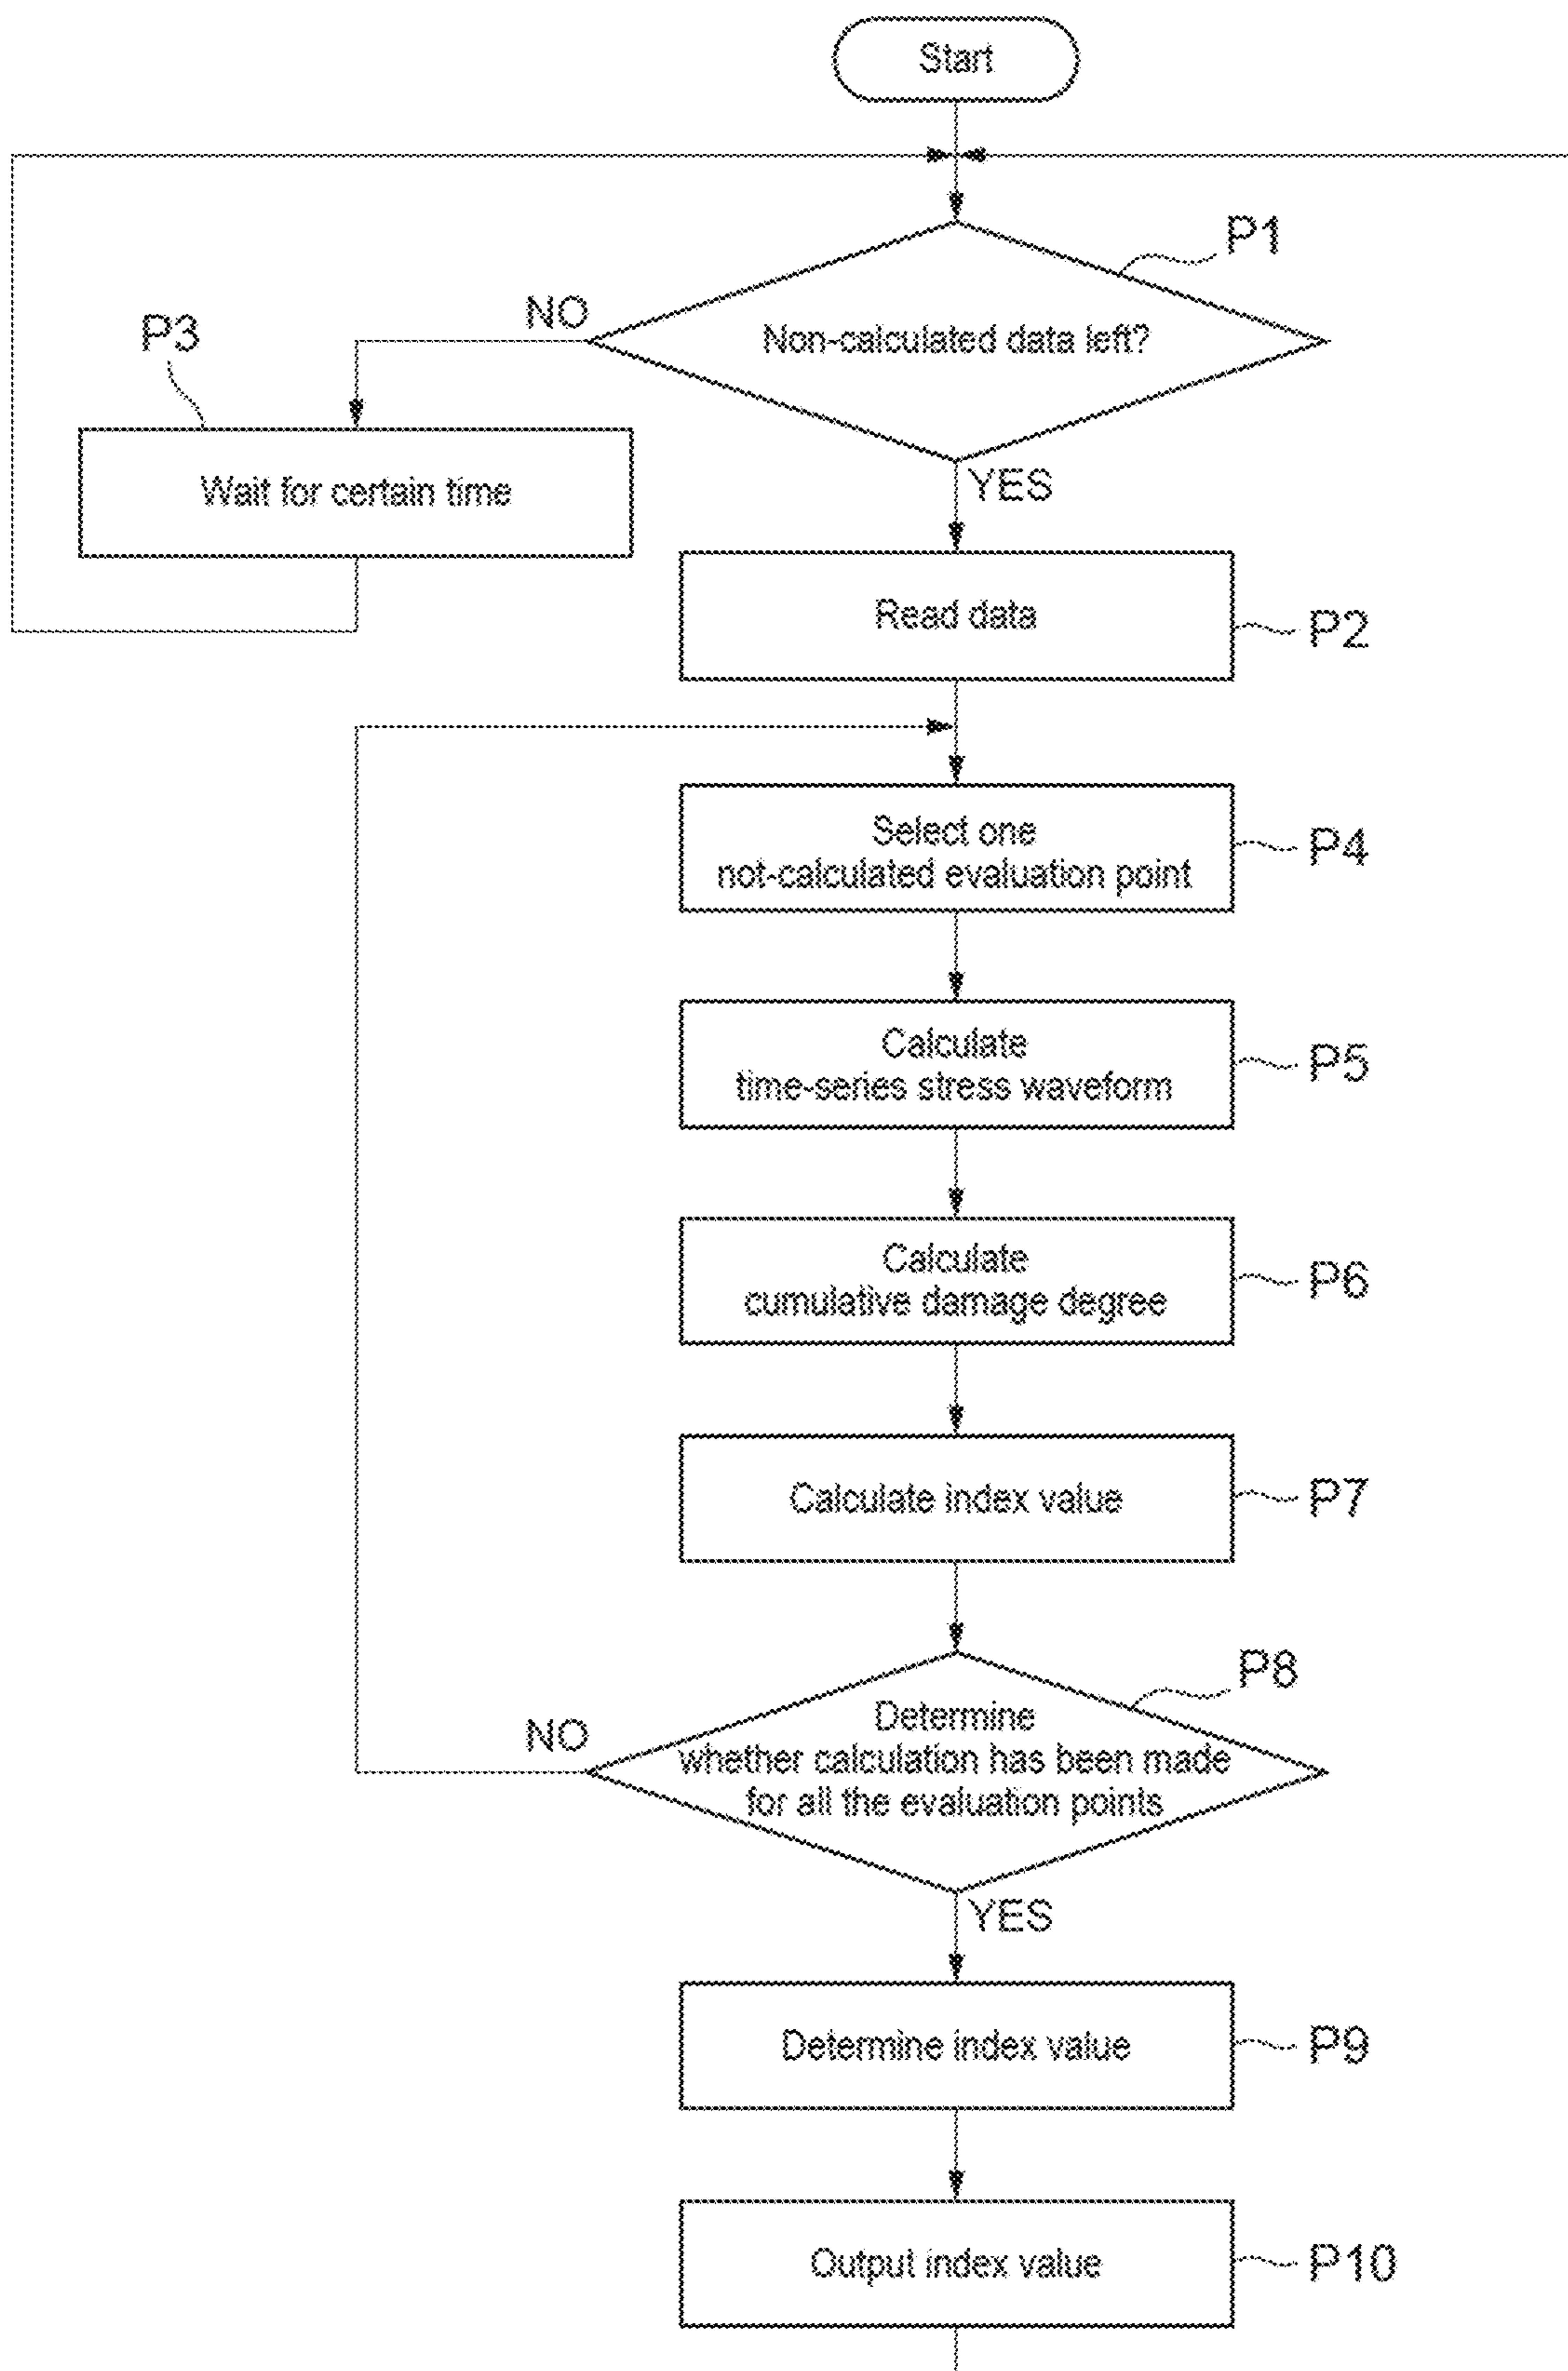 Start
P1
Non-calculated data left?
NO
P3
Wait for certain time
YES
Read data
P2
Select one
not-calculated evaluation point
P4
Calculate
time-series stress waveform
P5
Calculate
cumulative damage degree
P6
Calculate index value
P7
P8
Determine
whether calculation has been made
for all the evaluation points
NO
YES
Determine index value
P9
Output index value
P10